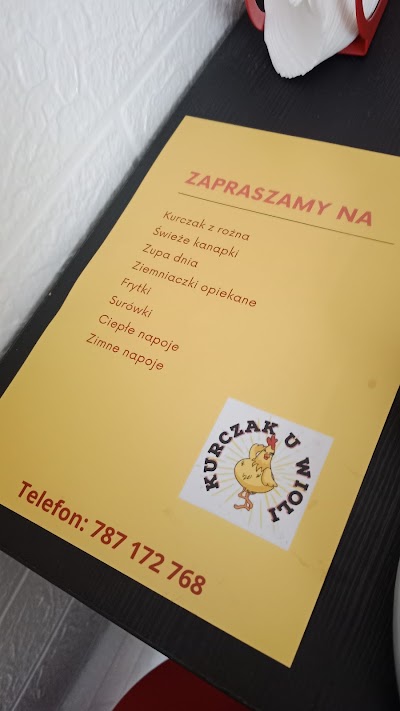 ZAPRASZAMY NA
Kurczak z rożna
Świeże kanapki
Zupa dnia
Ziemniaczki opiekane
Frytki
Surówki
Ciepłe napoje
Zimne napoje
KURCZAK U WIOLI
Telefon: 787 172 768